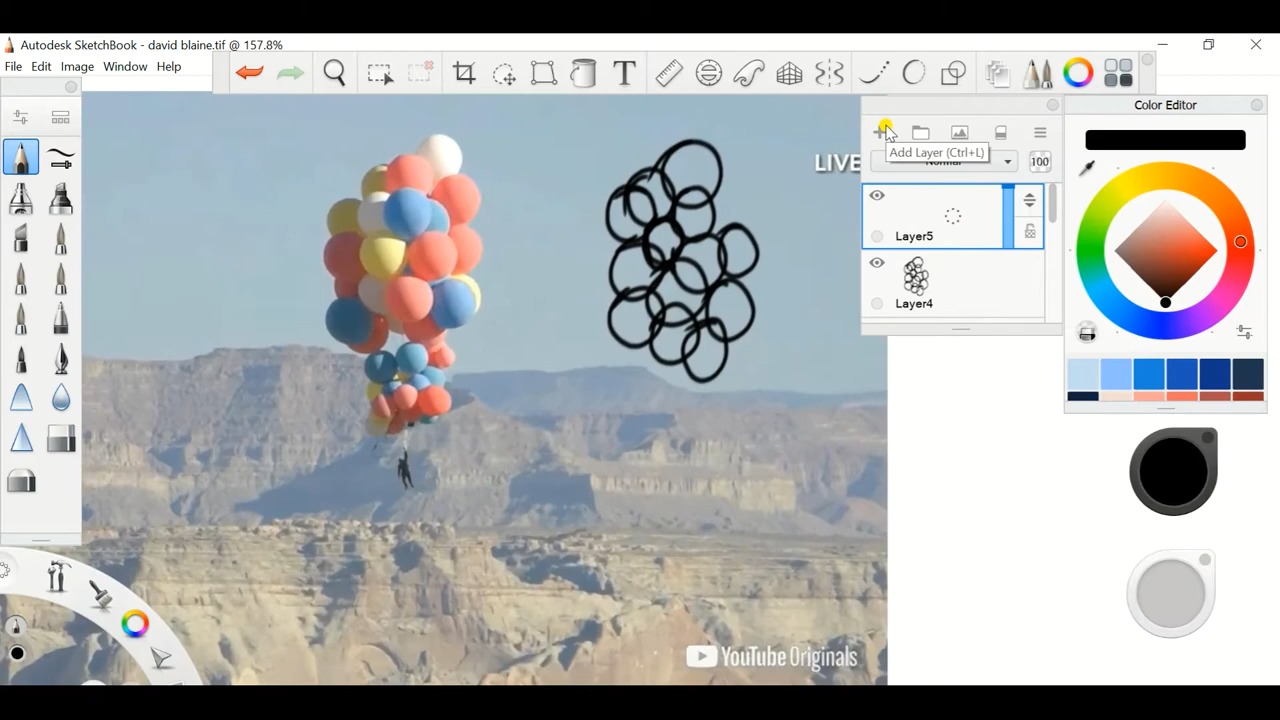 Autodesk SketchBook - david blaine.tif @ 157.8%
File Edit Image Window Help
T
Color Editor
Add Layer (Ctrl+L)
LIVE
100
Layer5
Layer4
YouTube Originals